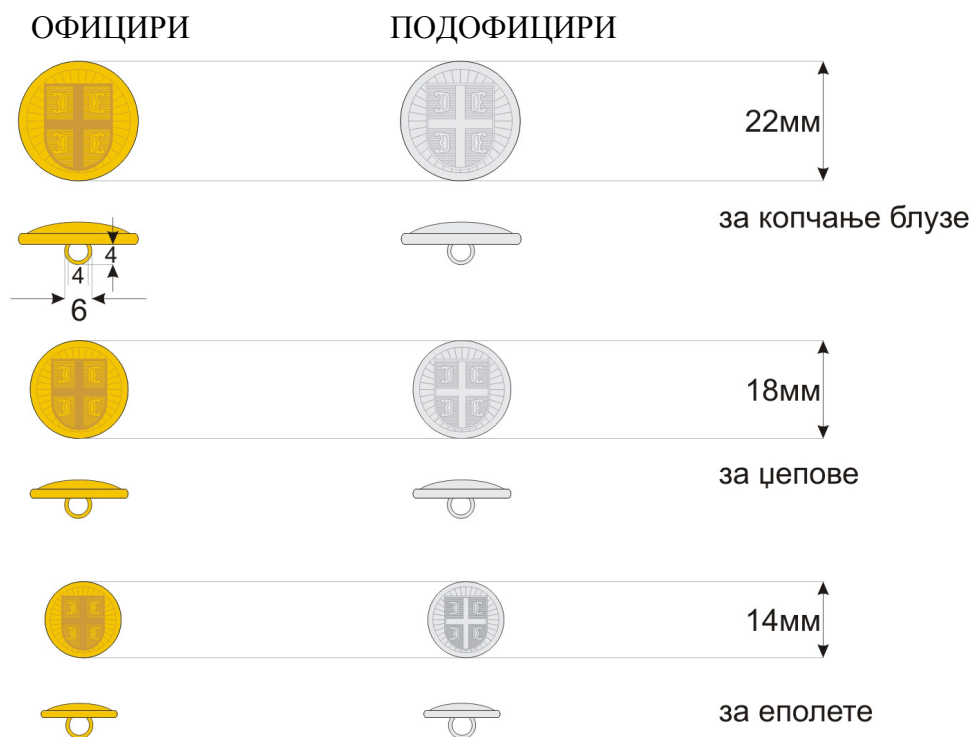 ОФИЦИРИ ПОДОФИЦИРИ
22мм
за копчање блузе
4
4
6
18мм
за џепове
14мм
за еполете